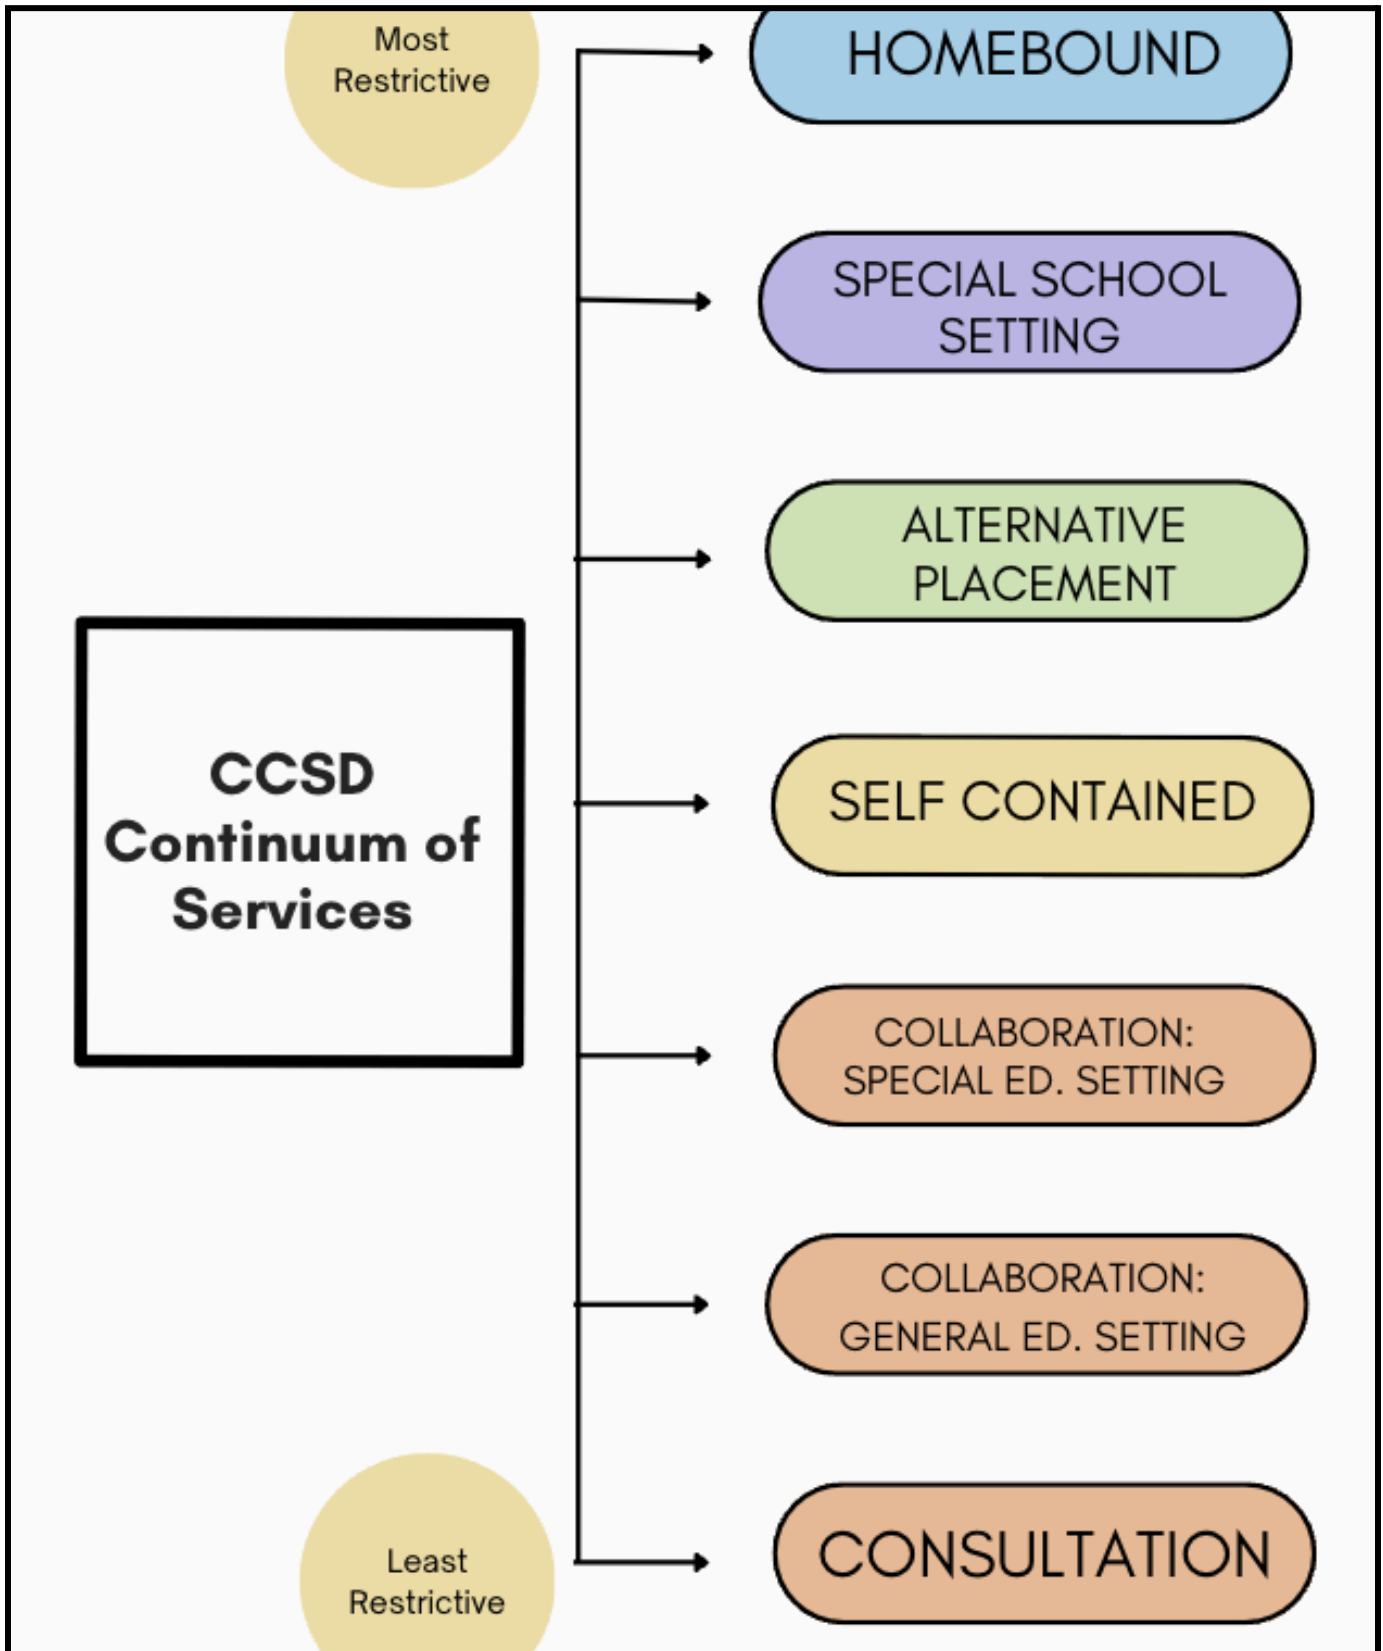 Most
Restrictive
HOMEBOUND
SPECIAL SCHOOL
SETTING
ALTERNATIVE
PLACEMENT
CCSD
Continuum of
Services
SELF CONTAINED
COLLABORATION:
SPECIAL ED. SETTING
COLLABORATION:
GENERAL ED. SETTING
Least
Restrictive
CONSULTATION